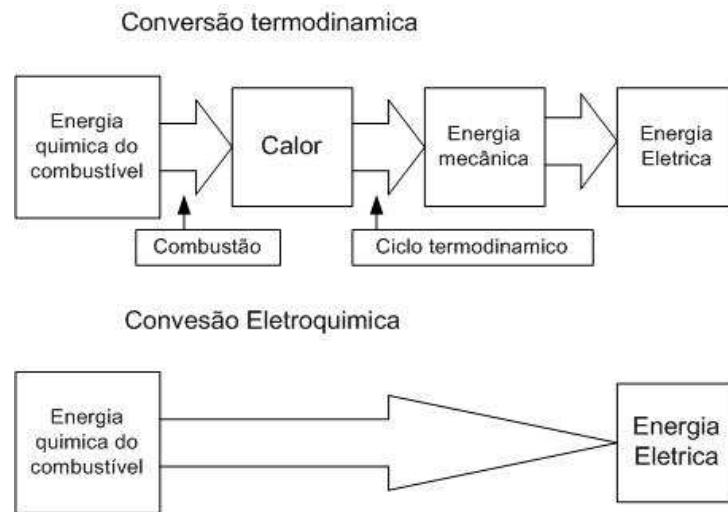 Conversão termodinamica
Energia
quimica do
combustível
Calor
Energia
mecânica
Energia
Eletrica
Combustão
Ciclo termodinamico
Convesão Eletroquimica
Energia
quimica do
combustível
Energia
Eletrica